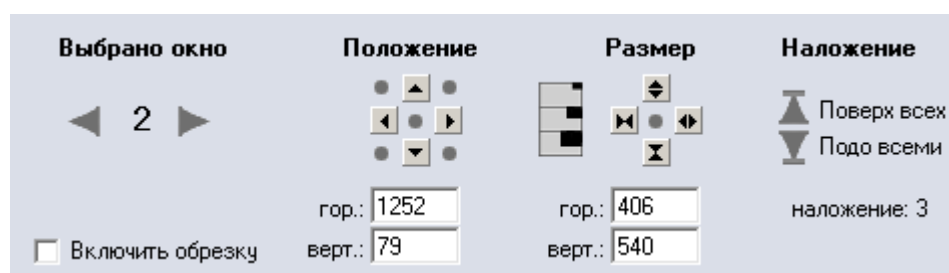 Выбрано окно Положение Размер Наложение
2
Поверх всех
Подо всеми
гор.: 1252 гор.: 406 наложение: 3
Включить обрезку верт.: 79 верт.: 540